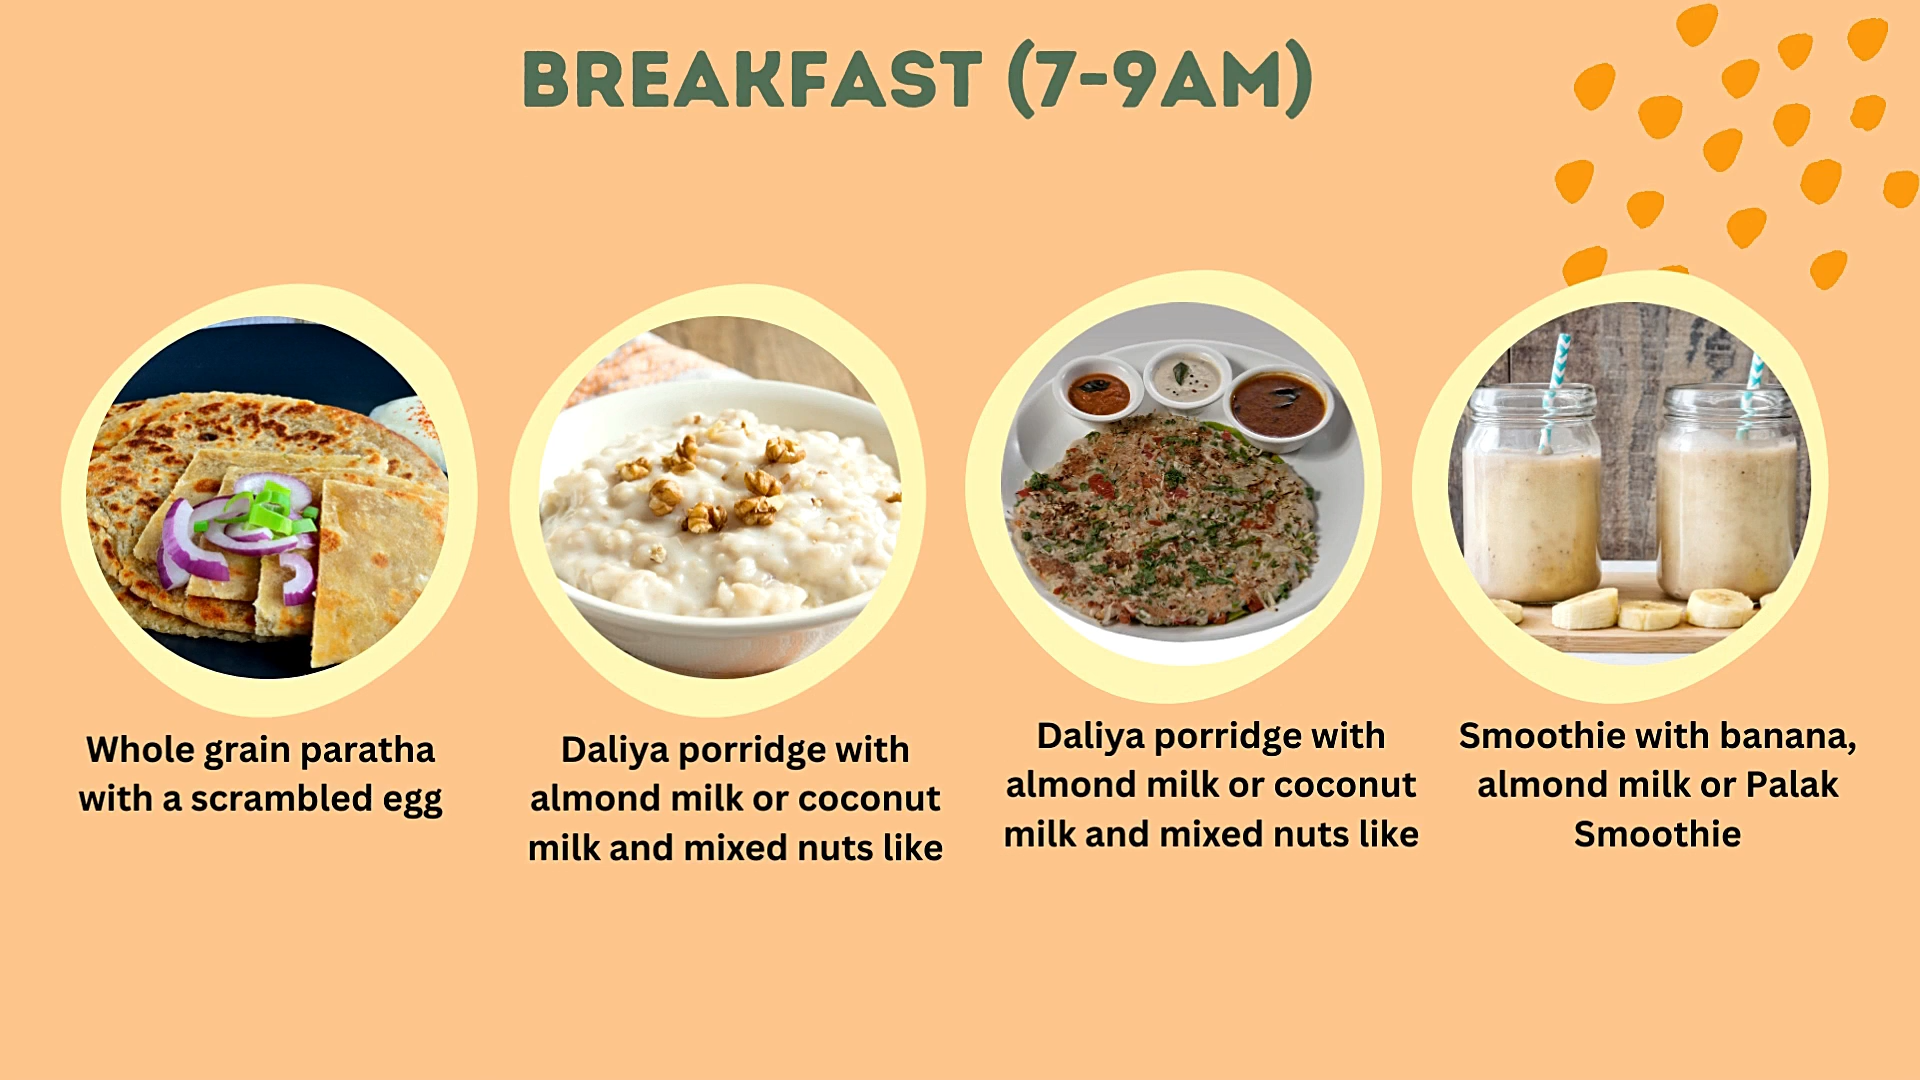 BREAKFAST (7-9AM)
Whole grain paratha
with a scrambled egg
Daliya porridge with
almond milk or coconut
milk and mixed nuts like
Daliya porridge with
almond milk or coconut
milk and mixed nuts like
Smoothie with banana,
almond milk or Palak
Smoothie